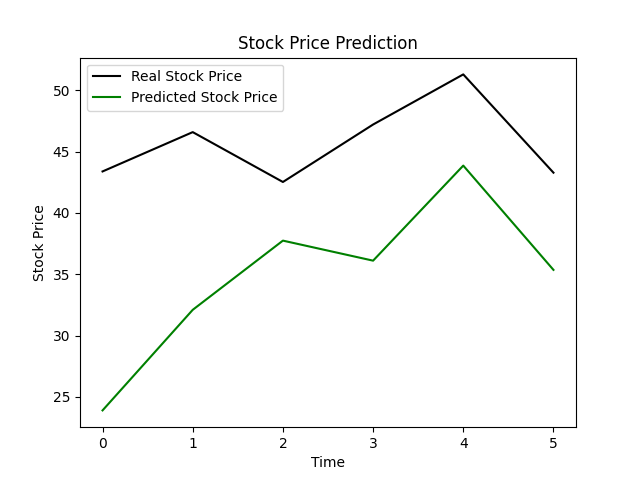 Stock Price Prediction
Real Stock Price
Predicted Stock Price
50
45
40
35
30
25
Stock Price
0 1 2 3 4 5
Time